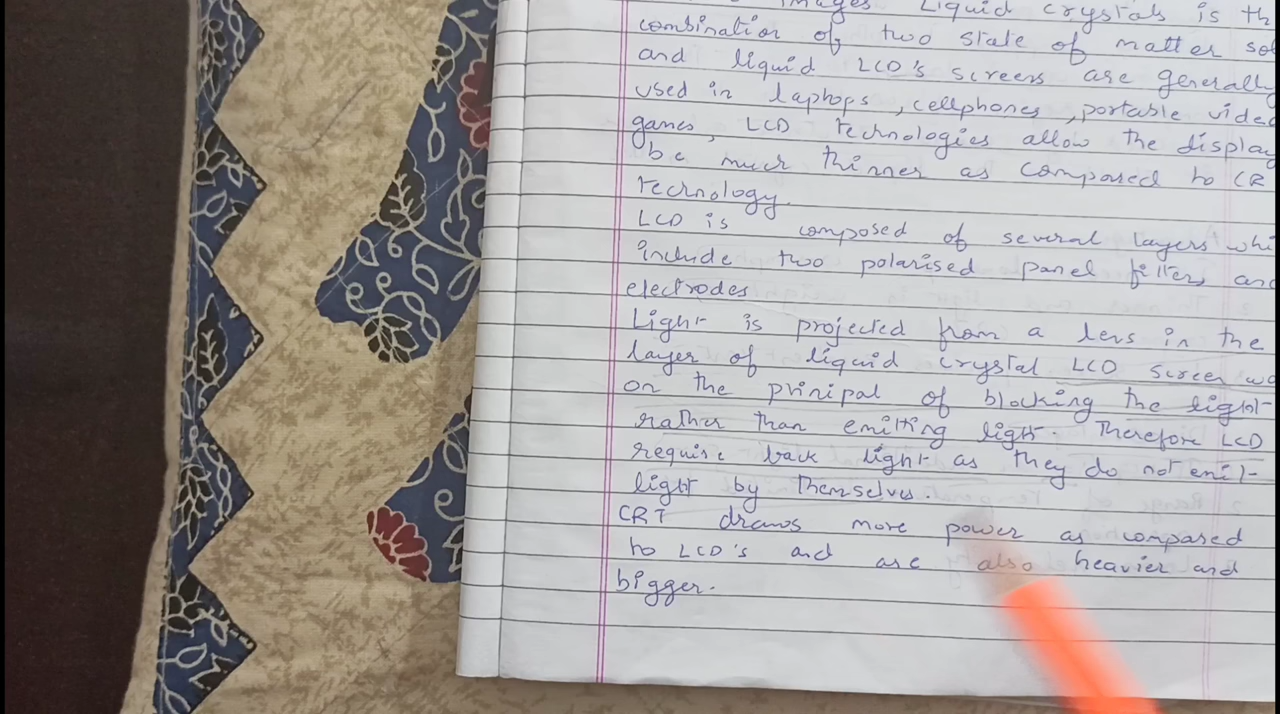 images Liquid crystals is th
combination of two state of matter sol
and liquid LCD's screens are generally
used in laptops, cellphones, portable video
games, LCD technologies allow the display
be much thinner as composed to CR
technology.
LCD is composed of several layers whi
include two polarised panel filters and
electrodes.
Light is projected from a lens in the
layer of liquid crystal LCD screen wo
on the prinipal of blocking the light
rather than emitting light. Therefore LCD
require back light as they do not emit
light by themselves.
CRT draws more power as compared
to LCD's and are also heavier and
bigger.